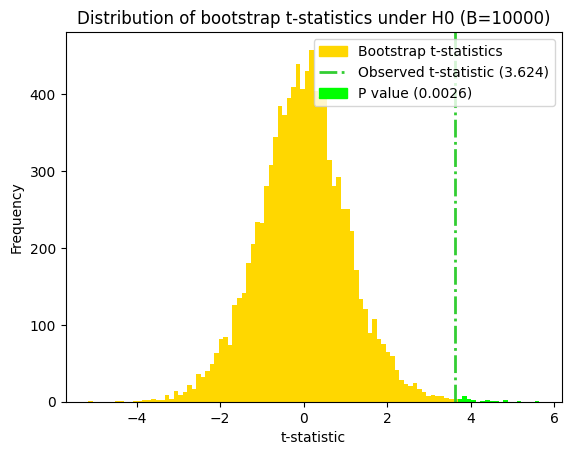 Distribution of bootstrap t-statistics under H0 (B=10000)
Bootstrap t-statistics
Observed t-statistic (3.624)
P value (0.0026)
Frequency
400
300
200
100
0
−4
−2
0
2
4
6
t-statistic